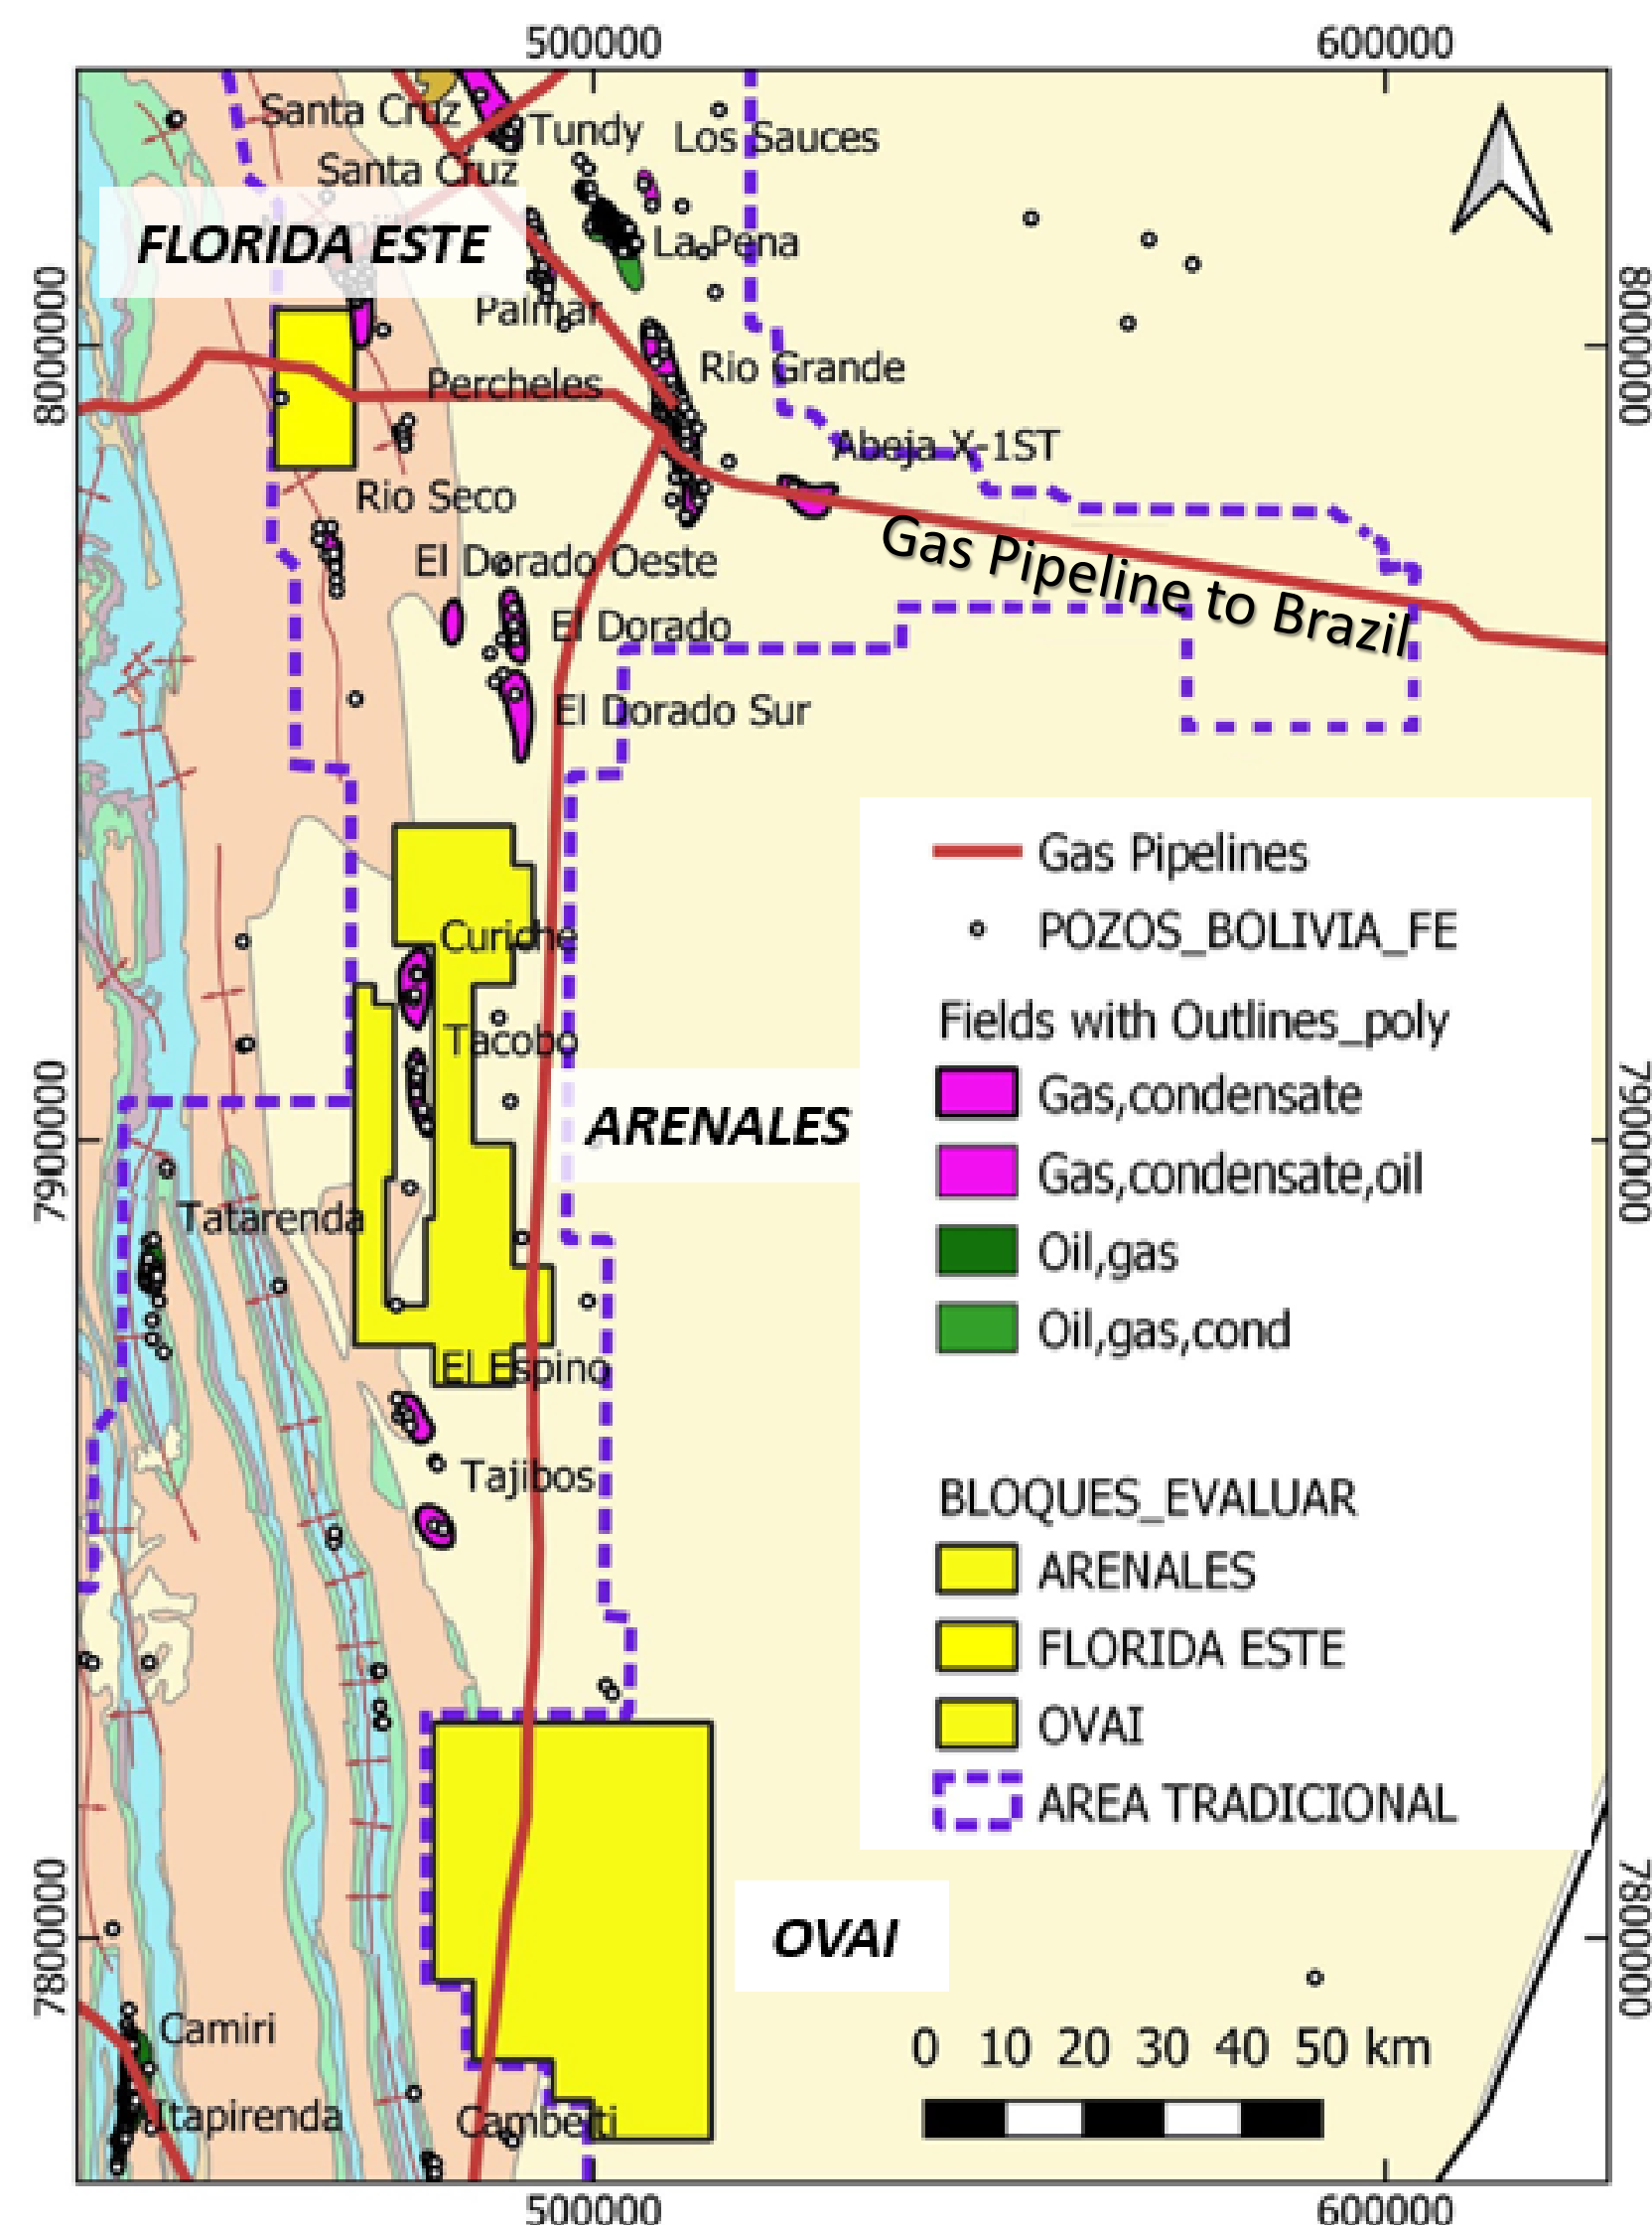 500000
600000
Santa Cruz
Tundy
Los Sauces
Santa Cruz
FLORIDA ESTE
La Pena
8000000
8000000
Palmar
Rio Grande
Percheles
Abeja X-1ST
Rio Seco
Gas Pipeline to Brazil
El Dorado Oeste
El Dorado
El Dorado Sur
Gas Pipelines
Curiche
POZOS_BOLIVIA_FE
Fields with Outlines_poly
Tacobo
Gas,condensate
ARENALES
7900000
7900000
Gas,condensate,oil
Tatarenda
Oil,gas
Oil,gas,cond
El Espino
Tajibos
BLOQUES_EVALUAR
ARENALES
FLORIDA ESTE
OVAI
AREA TRADICIONAL
7800000
7800000
OVAI
Camiri
0 10 20 30 40 50 km
Itapirenda
Cambeiti
500000
600000